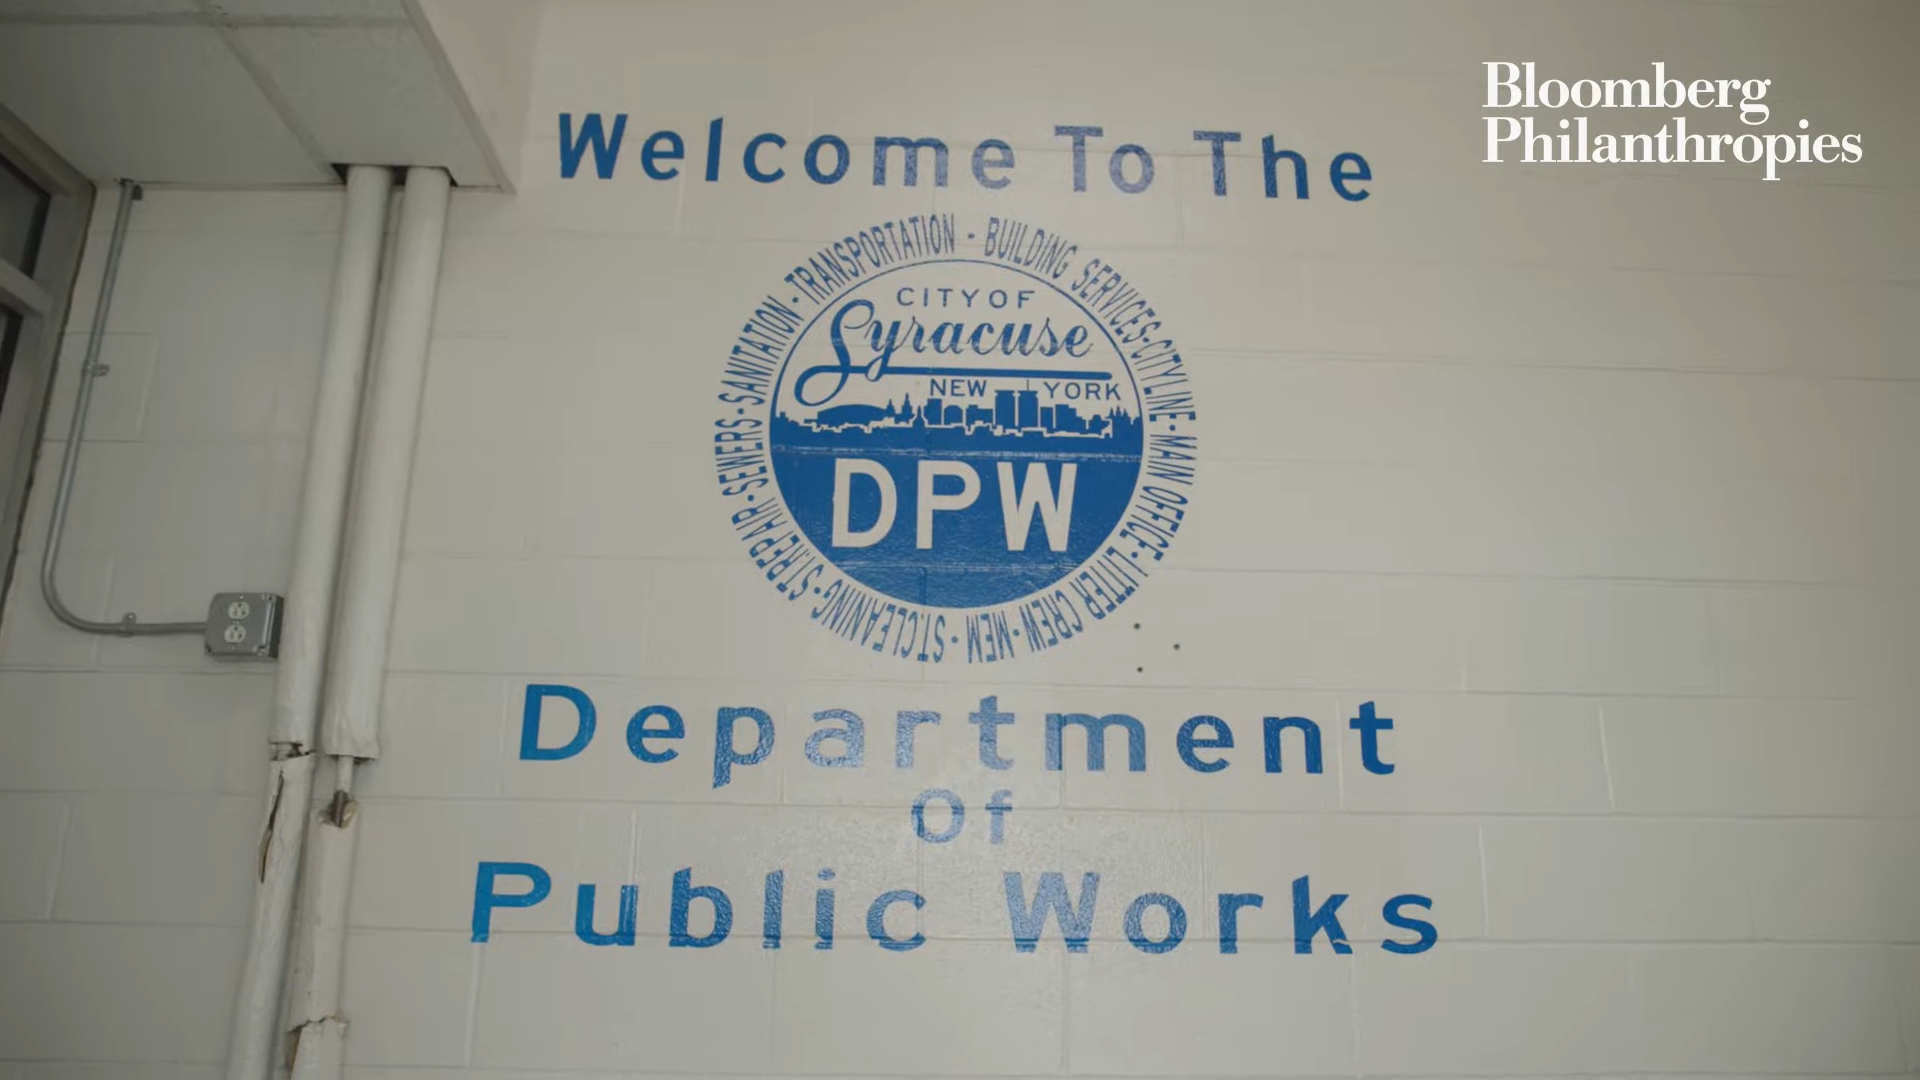 Bloomberg
Philanthropies
Welcome To The
SEWERS · SANITATION · TRANSPORTATION - BUILDING SERVICES · CITYLINE · MAIN OFFICE · LITTER CREW · MEM - ST.CLEANING · ST.REPAIR ·
CITY OF
Syracuse
NEW YORK
DPW
Department
Of
Public Works